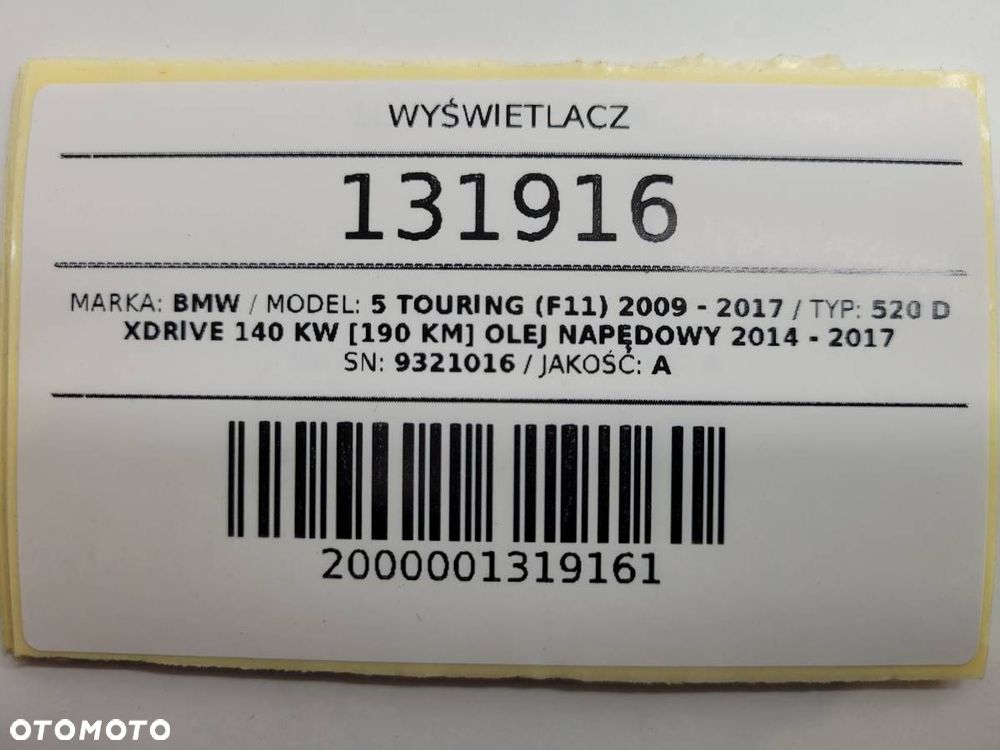 WYŚWIETLACZ
131916
MARKA: BMW / MODEL: 5 TOURING (F11) 2009 - 2017 / TYP: 520 D
XDRIVE 140 KW [190 KM] OLEJ NAPĘDOWY 2014 - 2017
SN: 9321016 / JAKOŚĆ: A
2000001319161
OTOMOTO